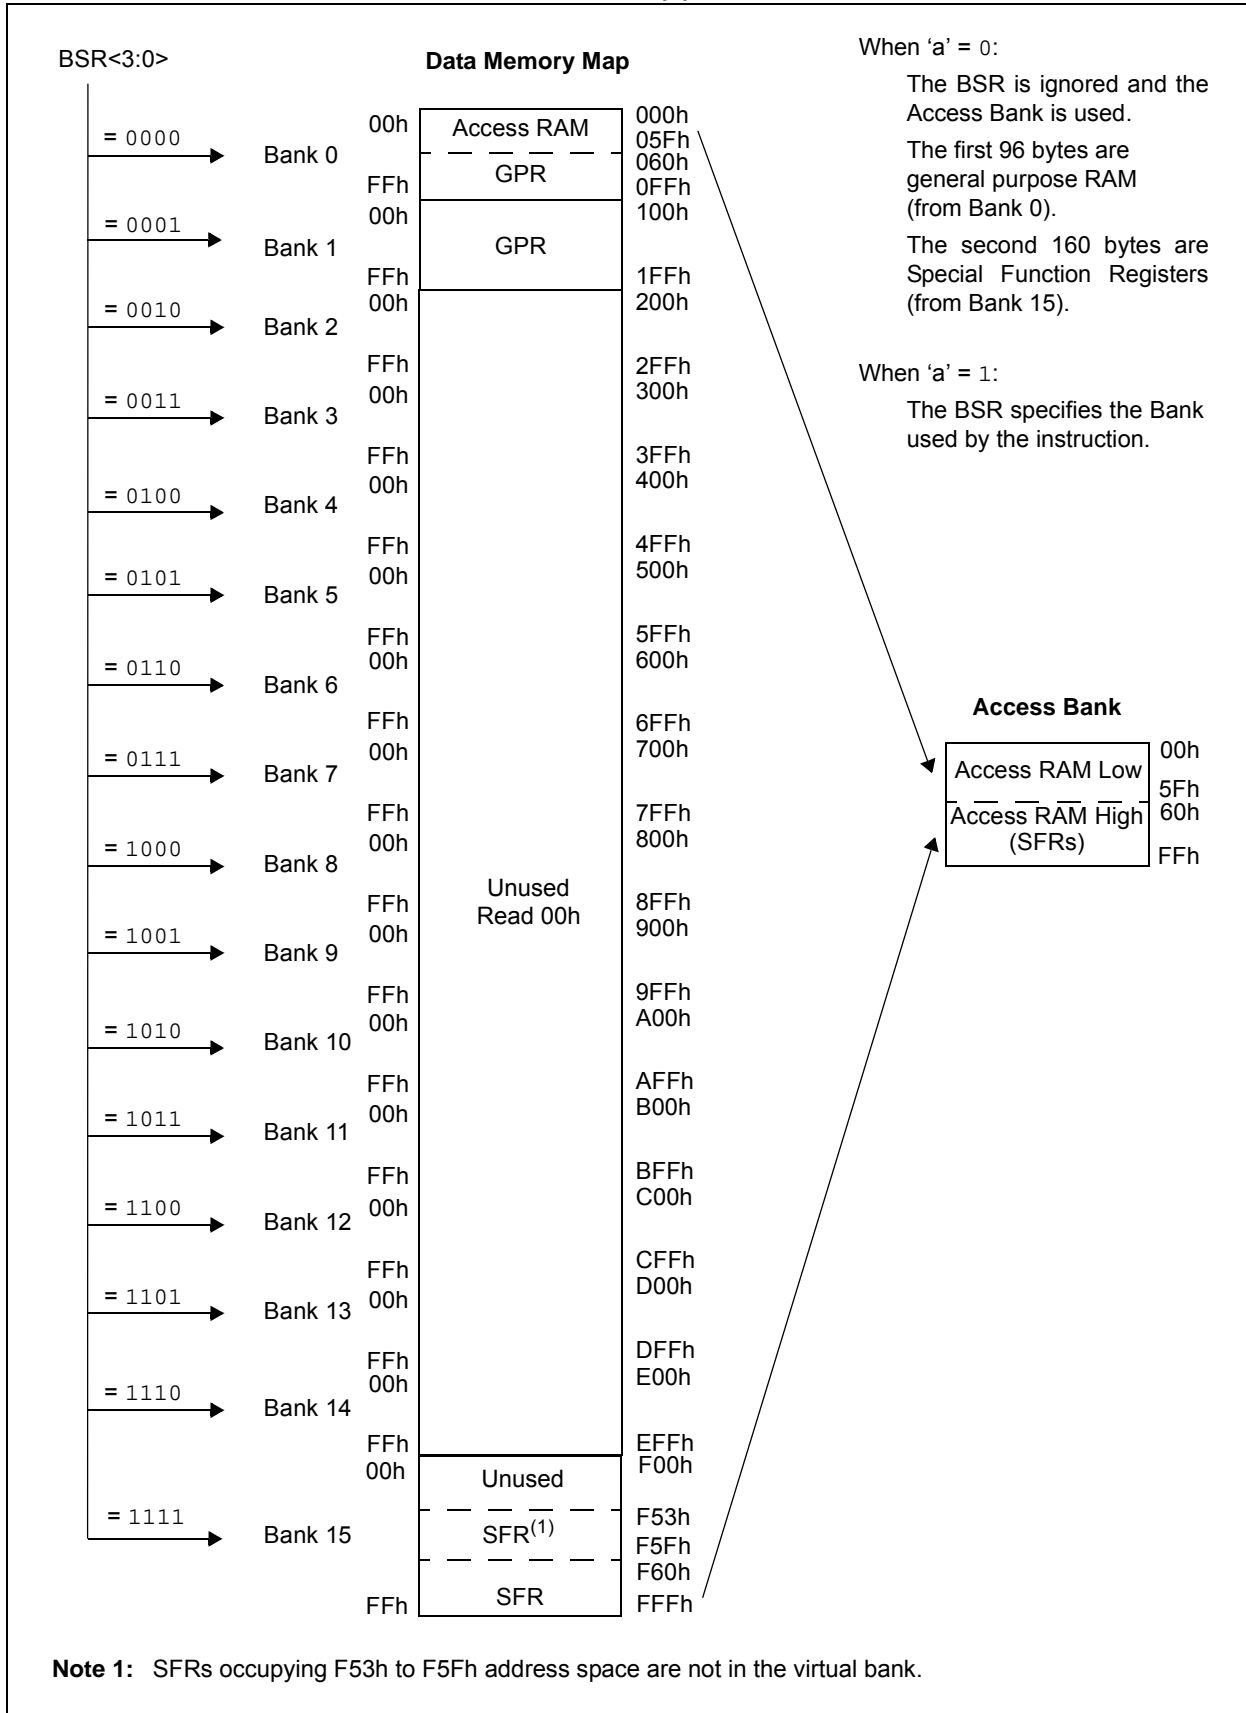 BSR<3:0>
Data Memory Map
When ‘a’ = 0:
The BSR is ignored and the
Access Bank is used.
The first 96 bytes are
general purpose RAM
(from Bank 0).
The second 160 bytes are
Special Function Registers
(from Bank 15).
When ‘a’ = 1:
The BSR specifies the Bank
used by the instruction.
= 0000
Bank 0
00h
Access RAM
000h
05Fh
060h
GPR
FFh
0FFh
= 0001
Bank 1
00h
100h
GPR
FFh
1FFh
= 0010
Bank 2
00h
200h
FFh
2FFh
= 0011
Bank 3
00h
300h
FFh
3FFh
= 0100
Bank 4
00h
400h
FFh
4FFh
= 0101
Bank 5
00h
500h
FFh
5FFh
= 0110
Bank 6
00h
600h
FFh
6FFh
= 0111
Bank 7
00h
700h
FFh
7FFh
= 1000
Bank 8
00h
800h
Unused
Read 00h
FFh
8FFh
= 1001
Bank 9
00h
900h
FFh
9FFh
= 1010
Bank 10
00h
A00h
FFh
AFFh
= 1011
Bank 11
00h
B00h
FFh
BFFh
= 1100
Bank 12
00h
C00h
FFh
CFFh
= 1101
Bank 13
00h
D00h
FFh
DFFh
= 1110
Bank 14
00h
E00h
FFh
EFFh
= 1111
Bank 15
00h
F00h
Unused
F53h
SFR(1)
F5Fh
F60h
SFR
FFh
FFFh
Access Bank
Access RAM Low
00h
5Fh
Access RAM High
(SFRs)
60h
FFh
Note 1: SFRs occupying F53h to F5Fh address space are not in the virtual bank.